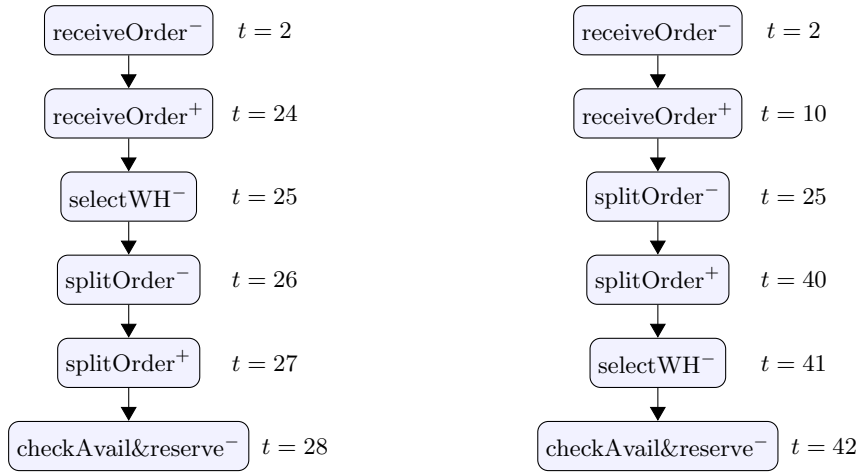 receiveOrder⁻ t = 2
receiveOrder⁺ t = 24
selectWH⁻ t = 25
splitOrder⁻ t = 26
splitOrder⁺ t = 27
checkAvail&reserve⁻ t = 28
receiveOrder⁻ t = 2
receiveOrder⁺ t = 10
splitOrder⁻ t = 25
splitOrder⁺ t = 40
selectWH⁻ t = 41
checkAvail&reserve⁻ t = 42